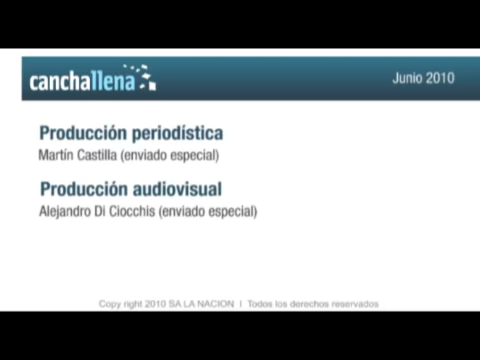 canchallena
Junio 2010
Producción periodística
Martín Castilla (enviado especial)
Producción audiovisual
Alejandro Di Ciocchis (enviado especial)
Copy right 2010 SA LA NACION | Todos los derechos reservados